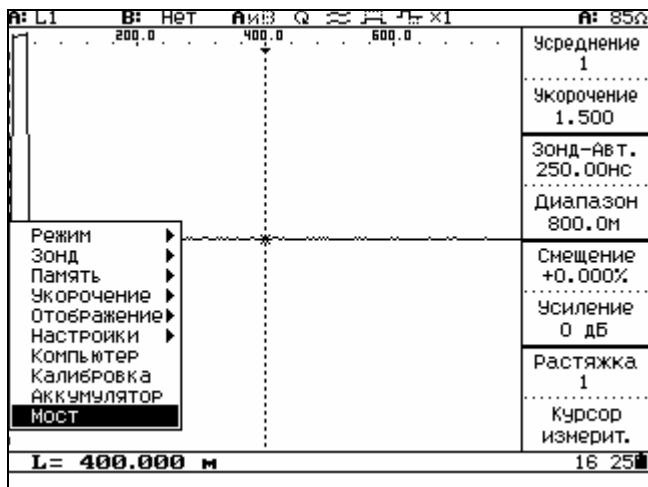 А: L1 В: Нет АиВ Q ×1 А: 85Ω
200.0 400.0 600.0
Усреднение
1
Укорочение
1.500
Зонд-Авт.
250.00нс
Диапазон
800.0м
Смещение
+0.000%
Усиление
0 дБ
Растяжка
1
Курсор
измерит.
Режим
Зонд
Память
Укорочение
Отображение
Настройки
Компьютер
Калибровка
Аккумулятор
Мост
L= 400.000 м 16 25